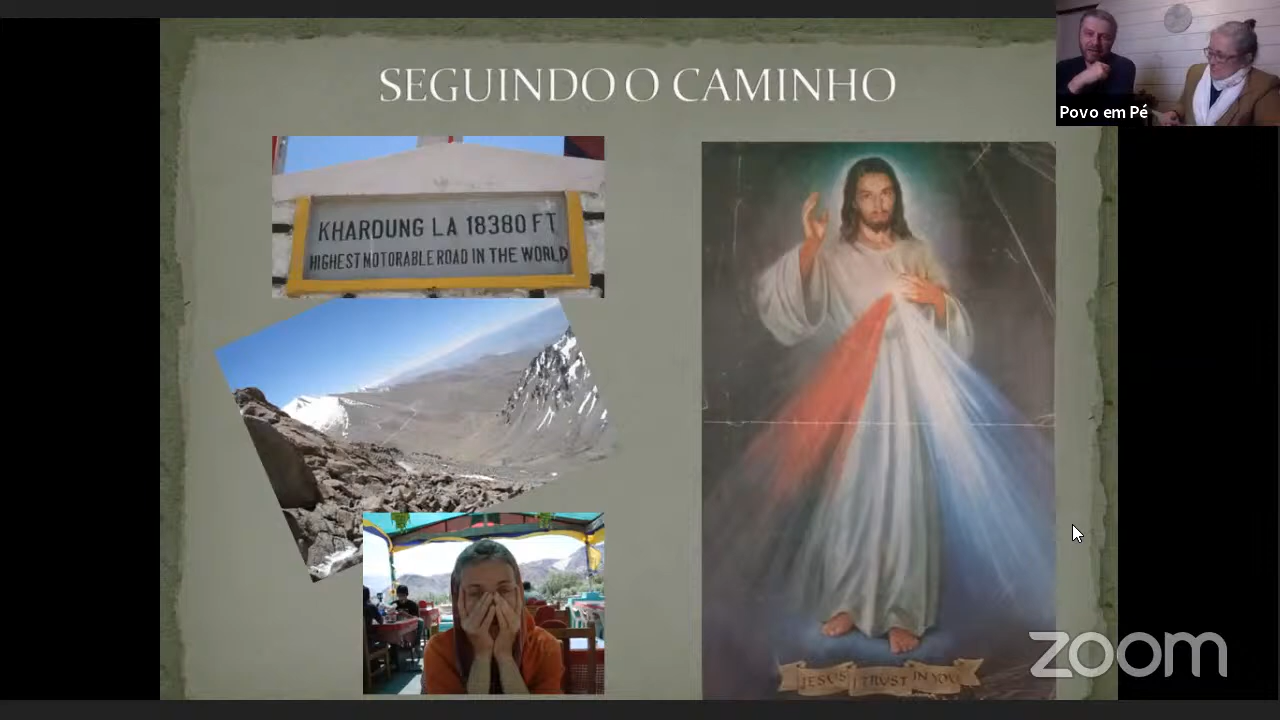 SEGUINDO O CAMINHO
Povo em Pé
KHARDUNG LA 18380 FT
HIGHEST MOTORABLE ROAD IN THE WORLD
JESUS I TRUST IN YOU
zoom